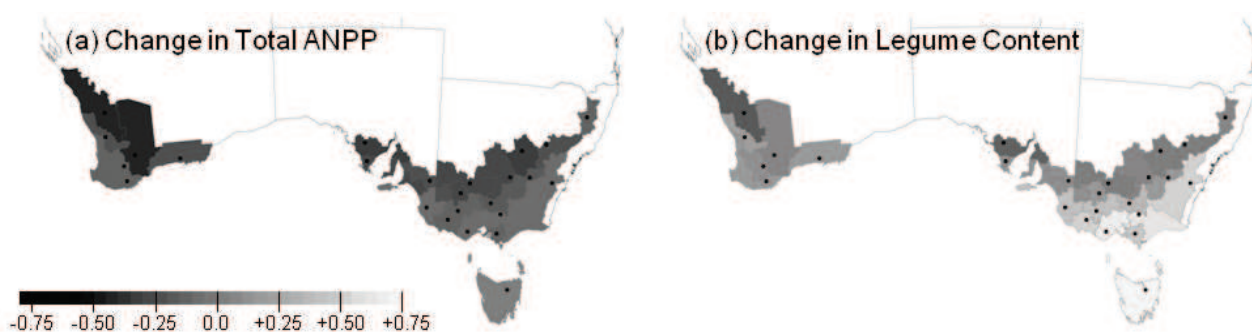 (a) Change in Total ANPP
(b) Change in Legume Content
-0.75 -0.50 -0.25 0.0 +0.25 +0.50 +0.75